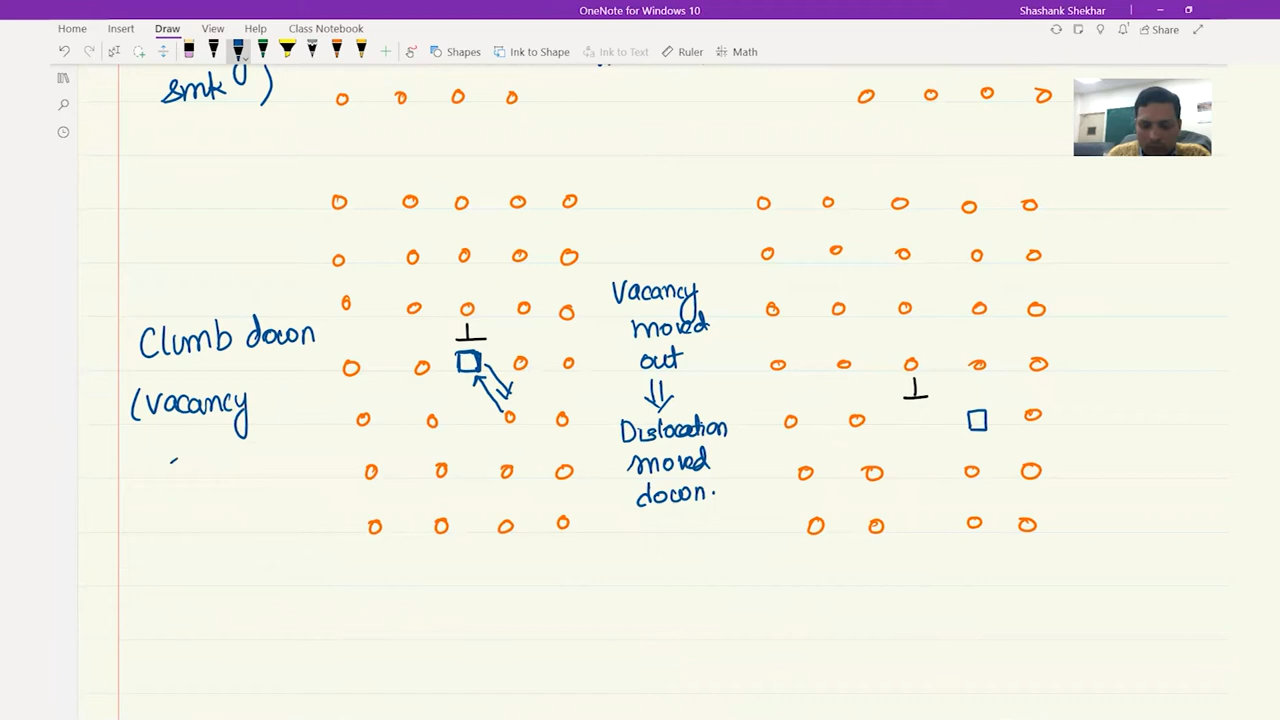 OneNote for Windows 10
Shashank Shekhar
Home Insert Draw View Help Class Notebook
Share
Shapes Ink to Shape Ink to Text Ruler Math
smk
)
Climb down
(vacancy
Vacancy
moved
out
⇓
Dislocation
moved
down.
⊥
⊥